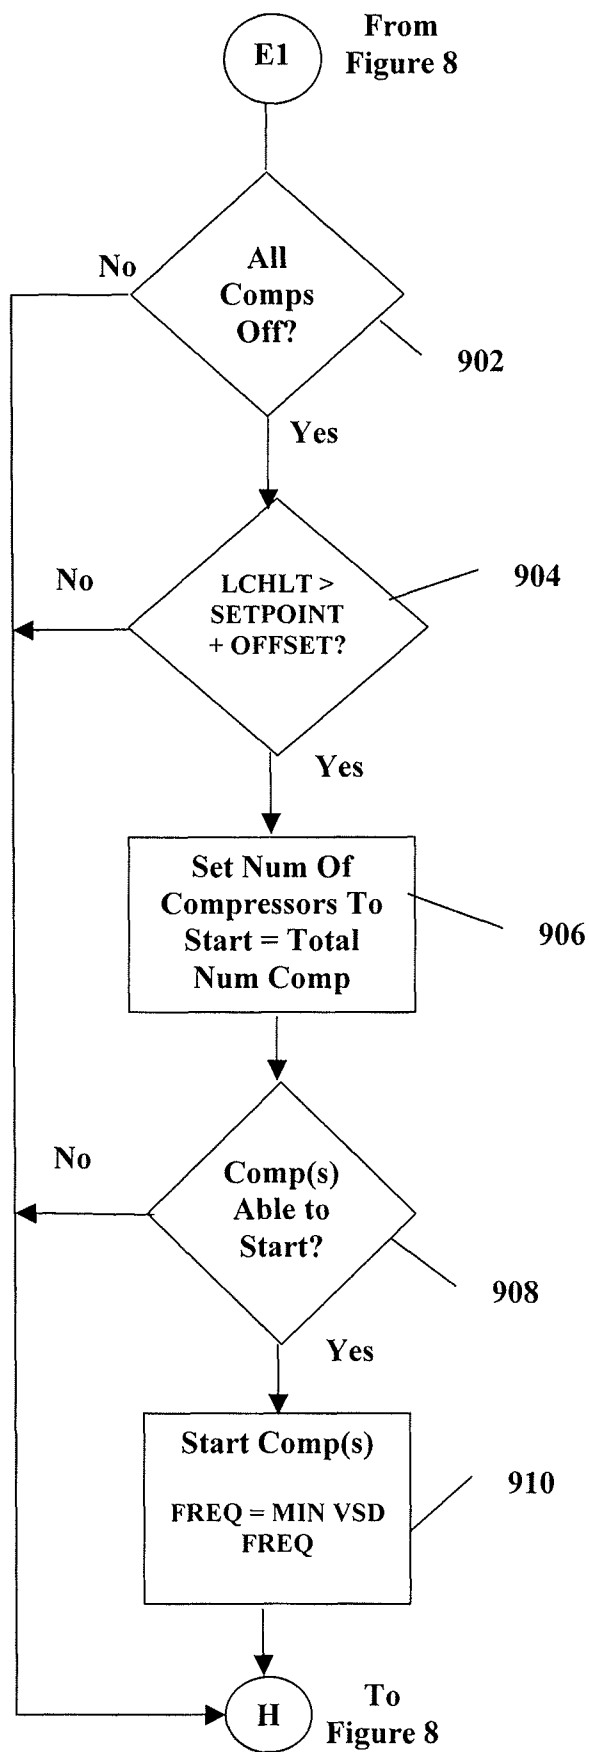 E1
From
Figure 8
All
Comps
Off?
No
902
Yes
LCHLT >
SETPOINT
+ OFFSET?
No
904
Yes
Set Num Of
Compressors To
Start = Total
Num Comp
906
Comp(s)
Able to
Start?
No
908
Yes
Start Comp(s)
FREQ = MIN VSD
FREQ
910
H
To
Figure 8